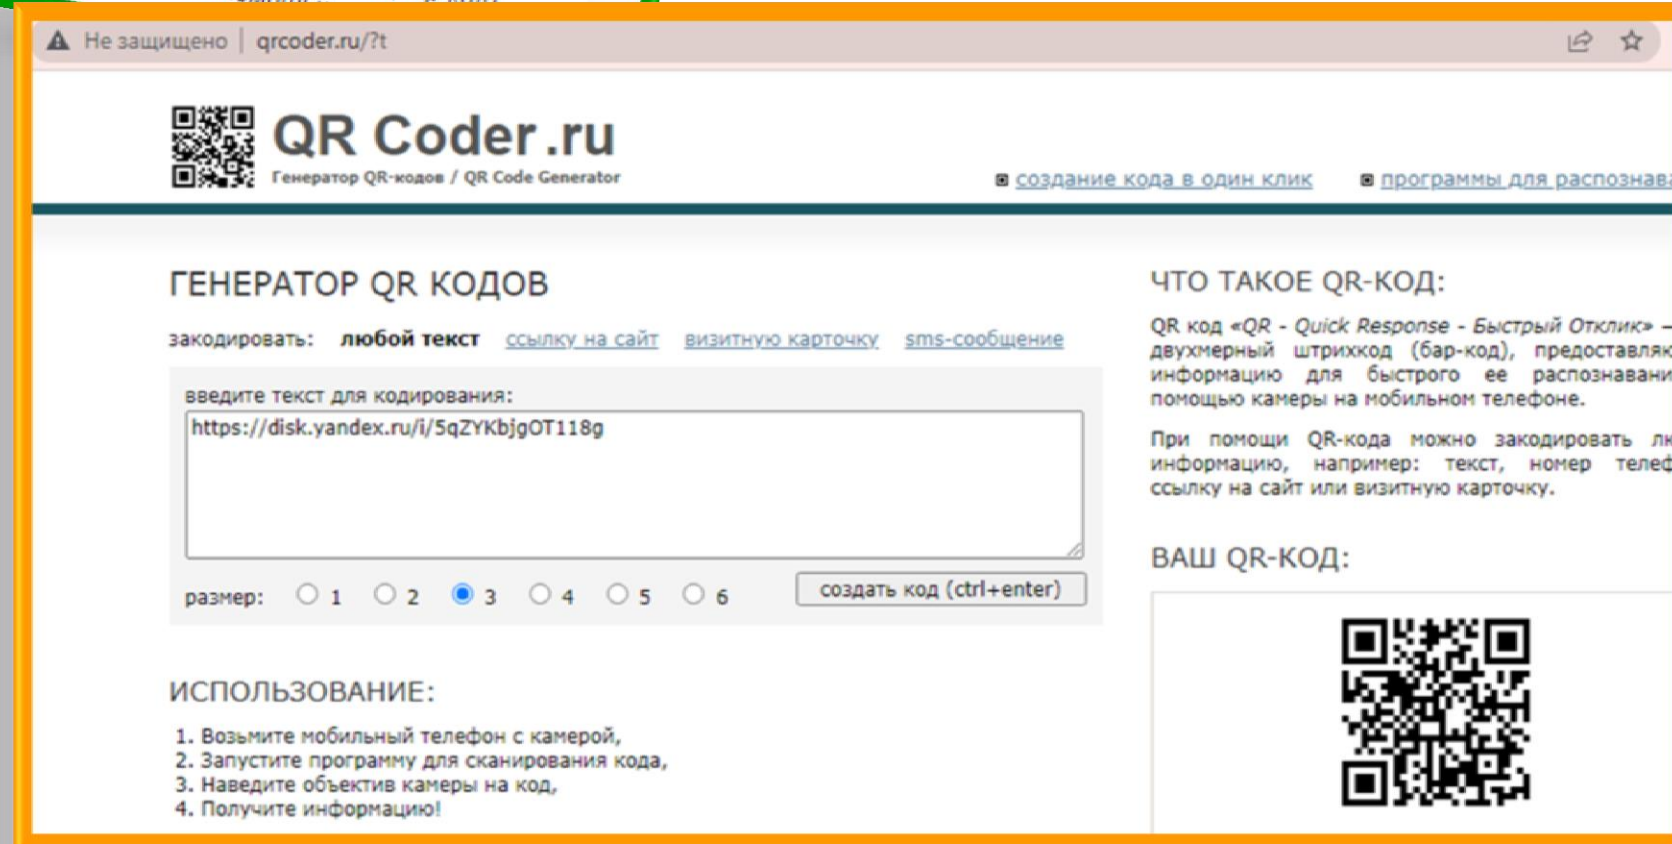 Не защищено | qrcoder.ru/?t
QR Coder.ru
Генератор QR-кодов / QR Code Generator
создание кода в один клик
программы для распознава
ГЕНЕРАТОР QR КОДОВ
закодировать: любой текст ссылку на сайт визитную карточку sms-сообщение
введите текст для кодирования:
https://disk.yandex.ru/i/5qZYKbjgOT118g
размер: 1 2 3 4 5 6 создать код (ctrl+enter)
ИСПОЛЬЗОВАНИЕ:
1. Возьмите мобильный телефон с камерой,
2. Запустите программу для сканирования кода,
3. Наведите объектив камеры на код,
4. Получите информацию!
ЧТО ТАКОЕ QR-КОД:
QR код «QR - Quick Response - Быстрый Отклик» —
двухмерный штрихкод (бар-код), предоставляю
информацию для быстрого ее распознавани
помощью камеры на мобильном телефоне.
При помощи QR-кода можно закодировать лю
информацию, например: текст, номер телеф
ссылку на сайт или визитную карточку.
ВАШ QR-КОД: